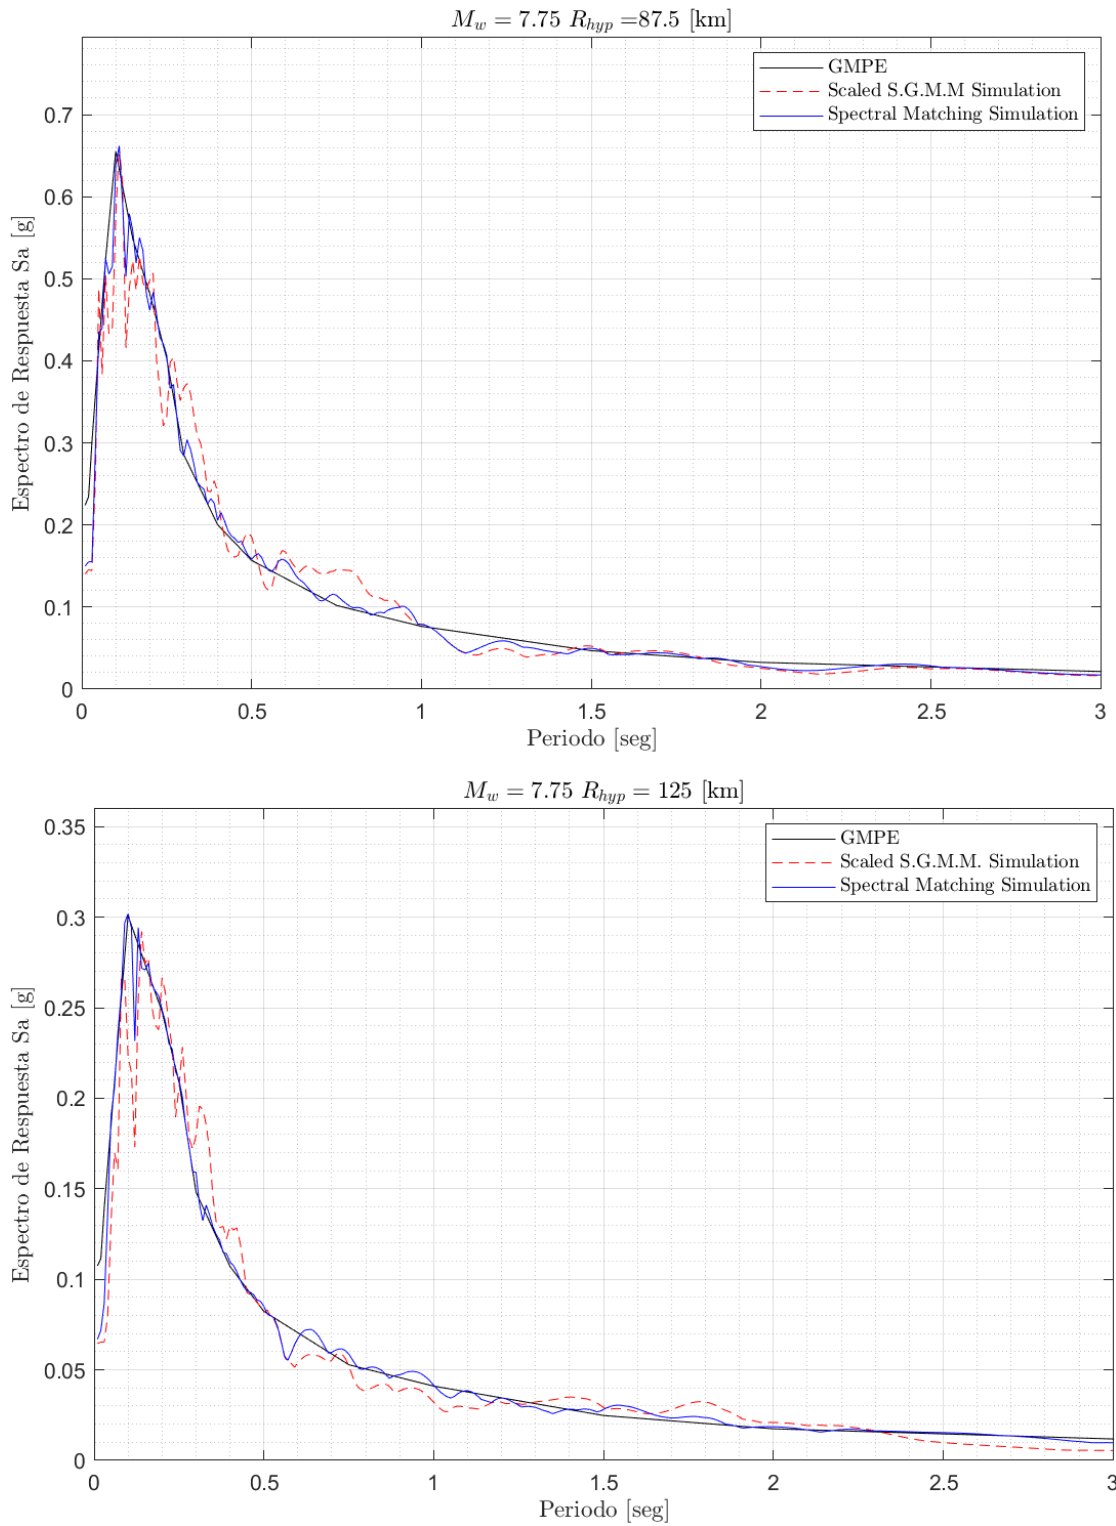 M_w = 7.75 R_hyp =87.5 [km]
GMPE
Scaled S.G.M.M Simulation
Spectral Matching Simulation
0.7
0.6
0.5
0.4
0.3
0.2
0.1
0
Espectro de Respuesta Sa [g]
0 0.5 1 1.5 2 2.5 3
Periodo [seg]
M_w = 7.75 R_hyp = 125 [km]
GMPE
Scaled S.G.M.M. Simulation
Spectral Matching Simulation
0.35
0.3
0.25
0.2
0.15
0.1
0.05
0
Espectro de Respuesta Sa [g]
0 0.5 1 1.5 2 2.5 3
Periodo [seg]